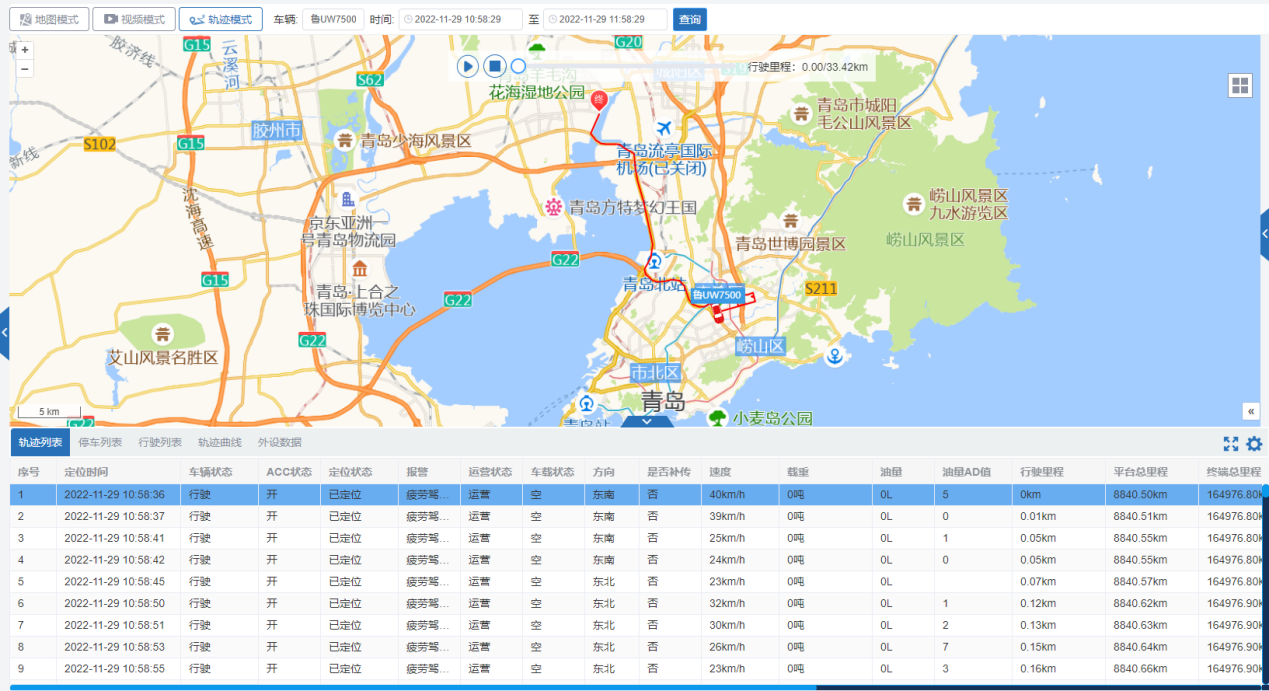 地图模式 视频模式 轨迹模式 车辆: 鲁UW7500 时间: 2022-11-29 10:58:29 至 2022-11-29 11:58:29 查询
+
−
胶济线
G15
云溪河
G20
S62
行驶里程: 0.00/33.42km
花海湿地公园
终
青岛市城阳
毛公山风景区
胶州市
S102
G15
青岛少海风景区
青岛流亭国际
机场(已关闭)
新线
沈海高速
京东亚洲一
号青岛物流园
青岛方特梦幻王国
崂山风景区
九水游览区
青岛世博园景区
崂山风景区
G22
G15
青岛北站
鲁UW7500
S211
青岛·上合之
珠国际博览中心
G22
G22
艾山风景名胜区
崂山区
市北区
青岛
小麦岛公园
青岛站
5 km
G22
«
轨迹列表 停车列表 行驶列表 轨迹曲线 外设数据
序号 定位时间 车辆状态 ACC状态 定位状态 报警 运营状态 车载状态 方向 是否补传 速度 载重 油量 油量AD值 行驶里程 平台总里程 终端总里程
1 2022-11-29 10:58:36 行驶 开 已定位 疲劳驾... 运营 空 东南 否 40km/h 0吨 0L 5 0km 8840.50km 164976.80k
2 2022-11-29 10:58:37 行驶 开 已定位 疲劳驾... 运营 空 东南 否 39km/h 0吨 0L 0 0.01km 8840.51km 164976.80k
3 2022-11-29 10:58:41 行驶 开 已定位 疲劳驾... 运营 空 东南 否 25km/h 0吨 0L 1 0.05km 8840.55km 164976.80k
4 2022-11-29 10:58:42 行驶 开 已定位 疲劳驾... 运营 空 东南 否 24km/h 0吨 0L 0 0.05km 8840.55km 164976.80k
5 2022-11-29 10:58:45 行驶 开 已定位 疲劳驾... 运营 空 东北 否 23km/h 0吨 0L 0.07km 8840.57km 164976.80k
6 2022-11-29 10:58:50 行驶 开 已定位 疲劳驾... 运营 空 东北 否 32km/h 0吨 0L 1 0.12km 8840.62km 164976.90k
7 2022-11-29 10:58:51 行驶 开 已定位 疲劳驾... 运营 空 东北 否 30km/h 0吨 0L 2 0.13km 8840.63km 164976.90k
8 2022-11-29 10:58:53 行驶 开 已定位 疲劳驾... 运营 空 东北 否 26km/h 0吨 0L 7 0.15km 8840.64km 164976.90k
9 2022-11-29 10:58:55 行驶 开 已定位 疲劳驾... 运营 空 东北 否 23km/h 0吨 0L 3 0.16km 8840.66km 164976.90k